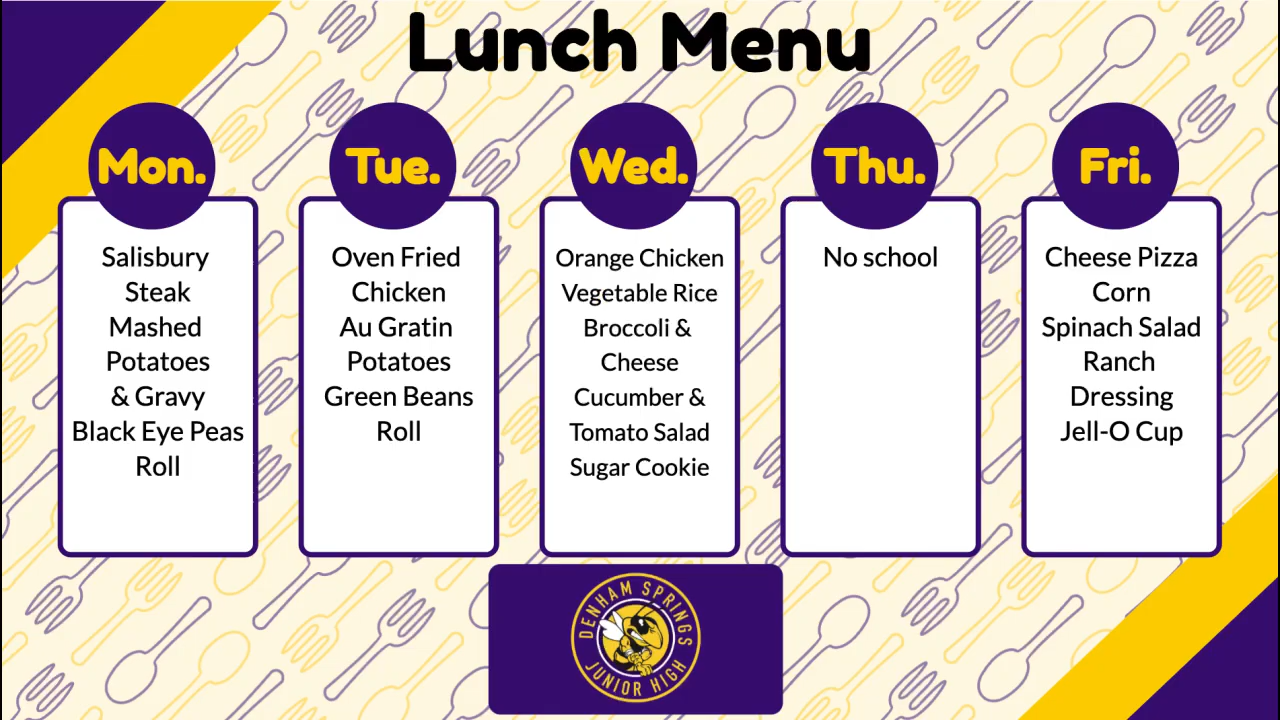 Lunch Menu
Mon.
Salisbury
Steak
Mashed
Potatoes
& Gravy
Black Eye Peas
Roll
Tue.
Oven Fried
Chicken
Au Gratin
Potatoes
Green Beans
Roll
Wed.
Orange Chicken
Vegetable Rice
Broccoli &
Cheese
Cucumber &
Tomato Salad
Sugar Cookie
Thu.
No school
Fri.
Cheese Pizza
Corn
Spinach Salad
Ranch
Dressing
Jell-O Cup
DENHAM SPRINGS
JUNIOR HIGH